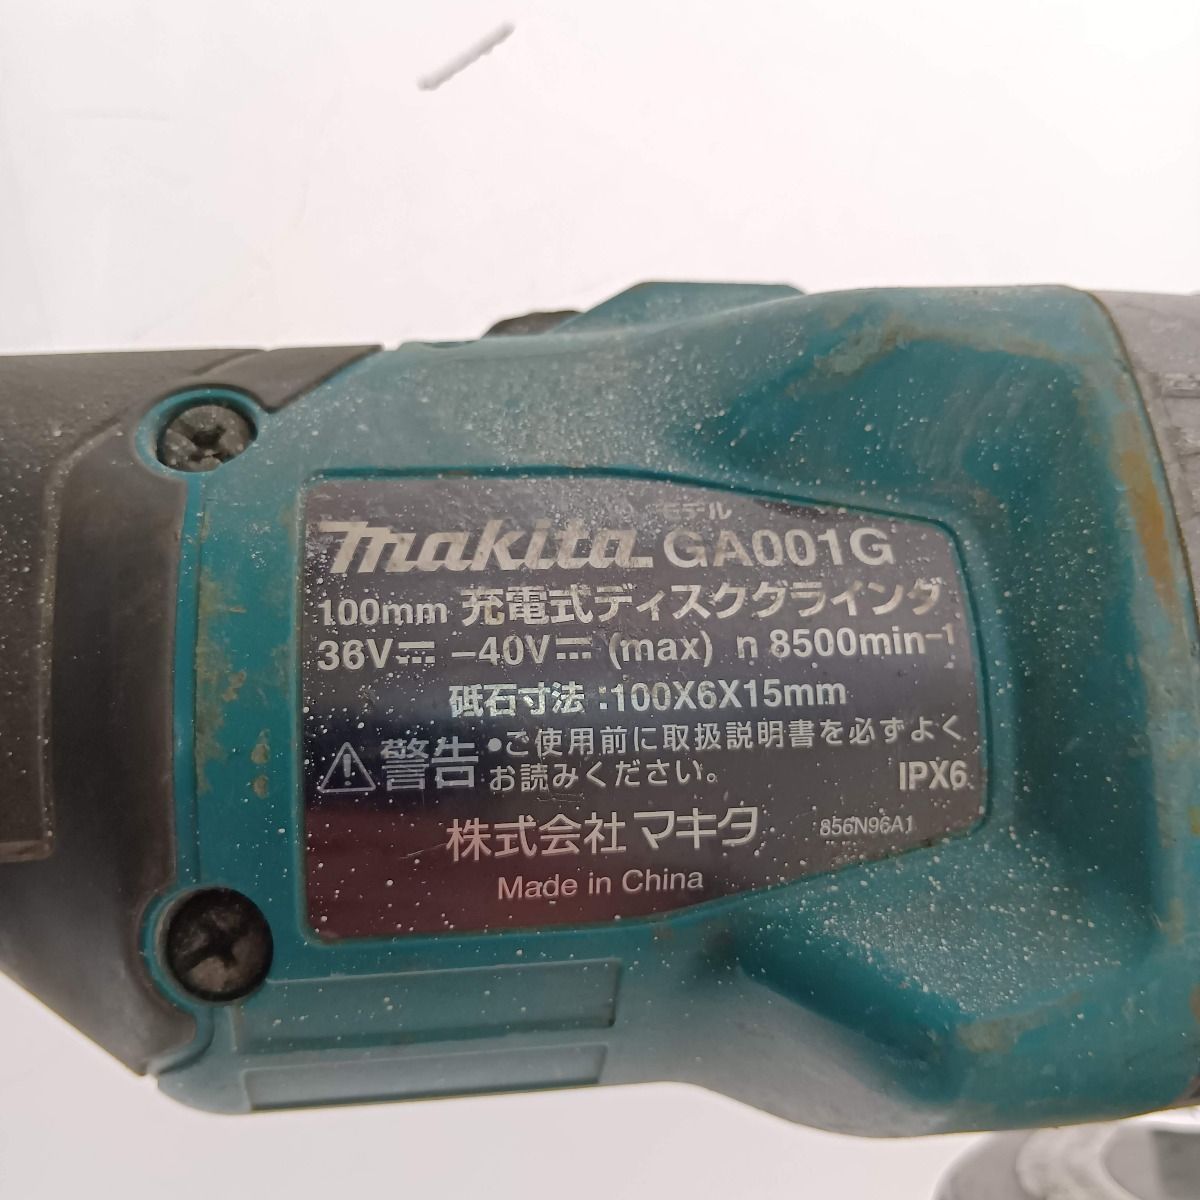 モデル
makita GA001G
100mm 充電式ディスクグラインダ
36V⎓ –40V⎓ (max) n 8500min⁻¹
砥石寸法 :100X6X15mm
⚠警告 •ご使用前に取扱説明書を必ずよく
お読みください。 IPX6
株式会社マキタ 856N96A1
Made in China